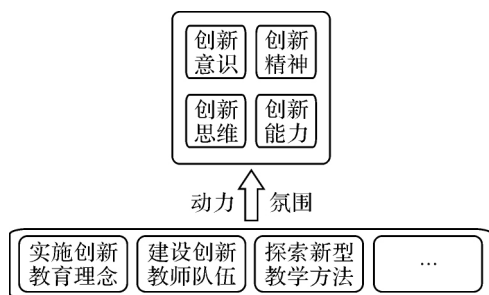 创新 创新
意识 精神
创新 创新
思维 能力
动力 氛围
实施创新 建设创新 探索新型 …
教育理念 教师队伍 教学方法